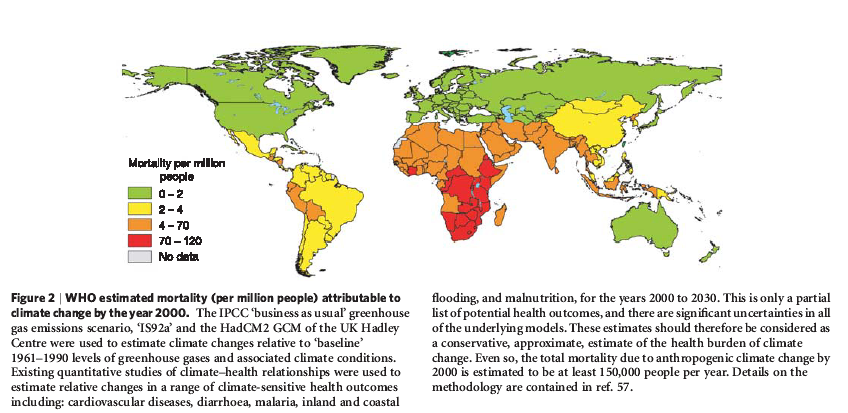 Mortality per million
people
0 – 2
2 – 4
4 – 70
70 – 120
No data
Figure 2 | WHO estimated mortality (per million people) attributable to
climate change by the year 2000. The IPCC ‘business as usual’ greenhouse
gas emissions scenario, ‘IS92a’ and the HadCM2 GCM of the UK Hadley
Centre were used to estimate climate changes relative to ‘baseline’
1961–1990 levels of greenhouse gases and associated climate conditions.
Existing quantitative studies of climate–health relationships were used to
estimate relative changes in a range of climate-sensitive health outcomes
including: cardiovascular diseases, diarrhoea, malaria, inland and coastal
flooding, and malnutrition, for the years 2000 to 2030. This is only a partial
list of potential health outcomes, and there are significant uncertainties in all
of the underlying models. These estimates should therefore be considered as
a conservative, approximate, estimate of the health burden of climate
change. Even so, the total mortality due to anthropogenic climate change by
2000 is estimated to be at least 150,000 people per year. Details on the
methodology are contained in ref. 57.